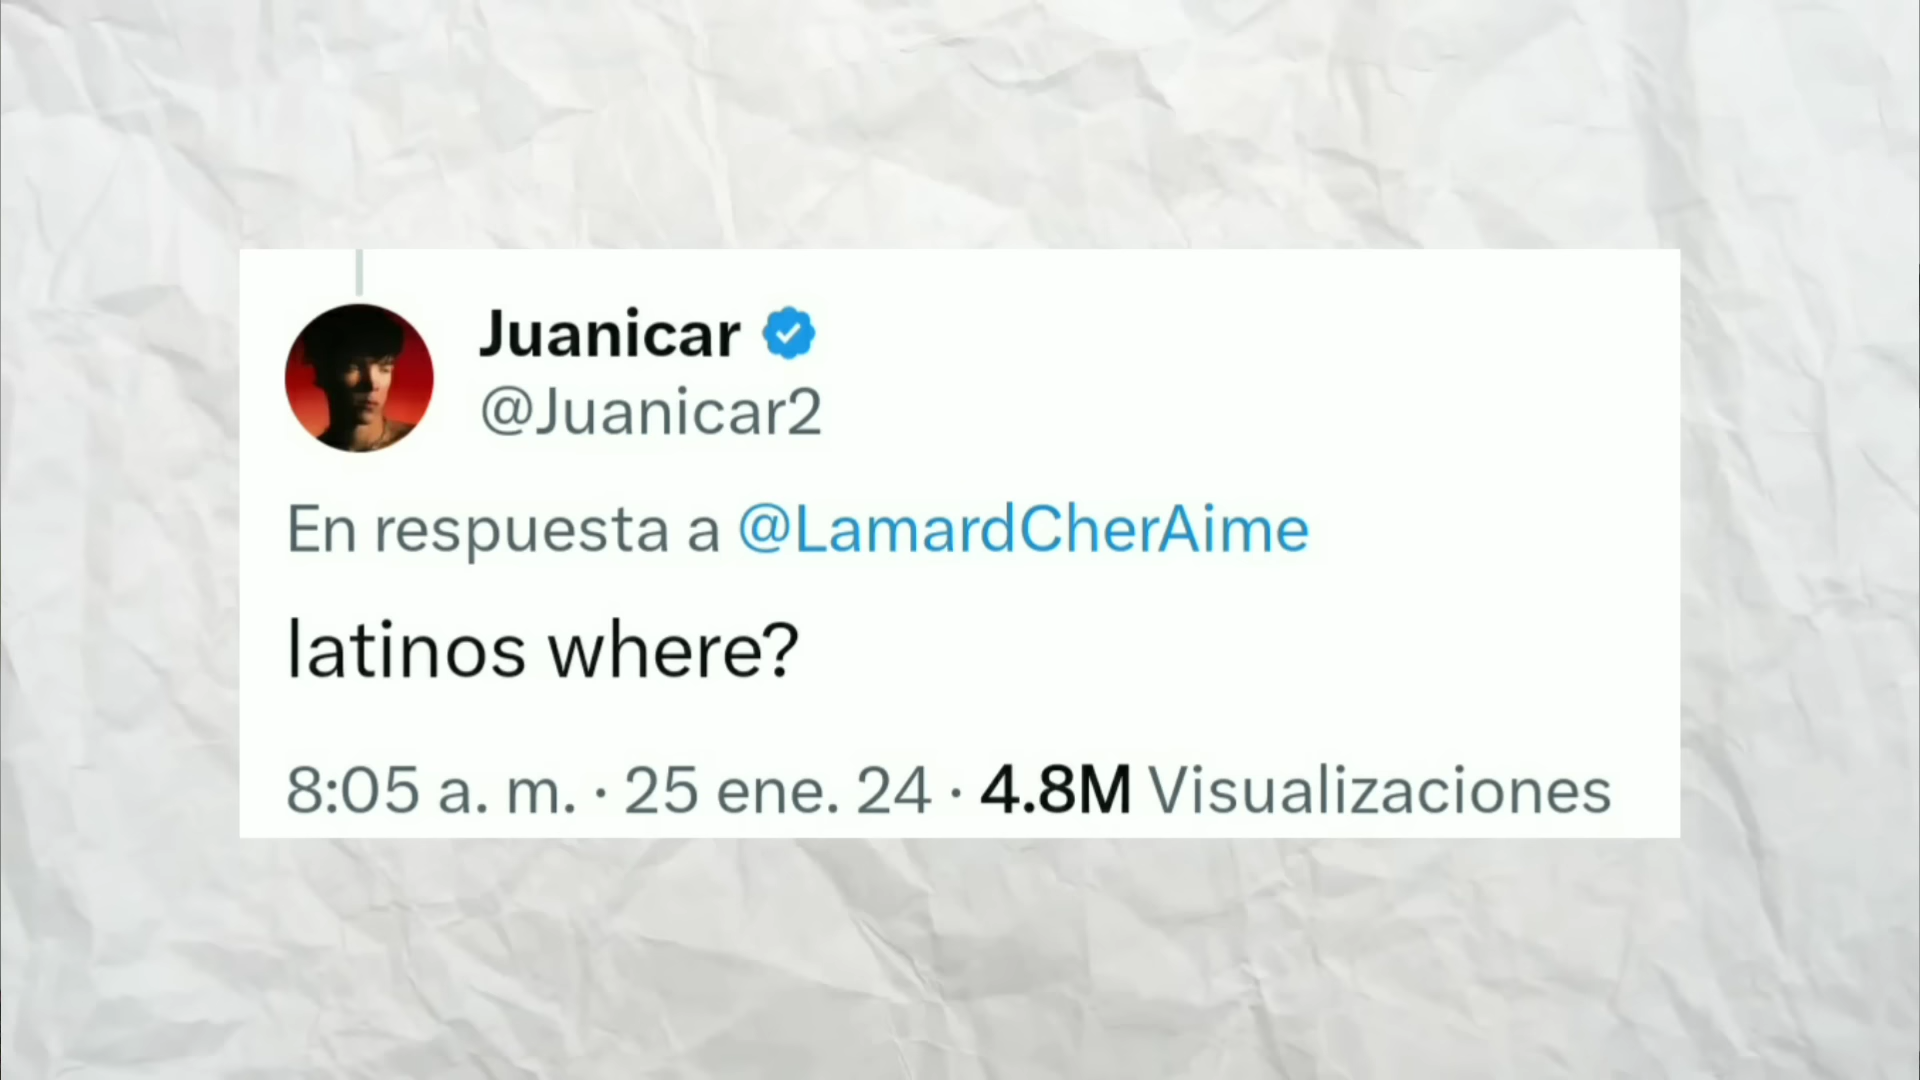 Juanicar
@Juanicar2
En respuesta a @LamardCherAime
latinos where?
8:05 a. m. · 25 ene. 24 · 4.8M Visualizaciones